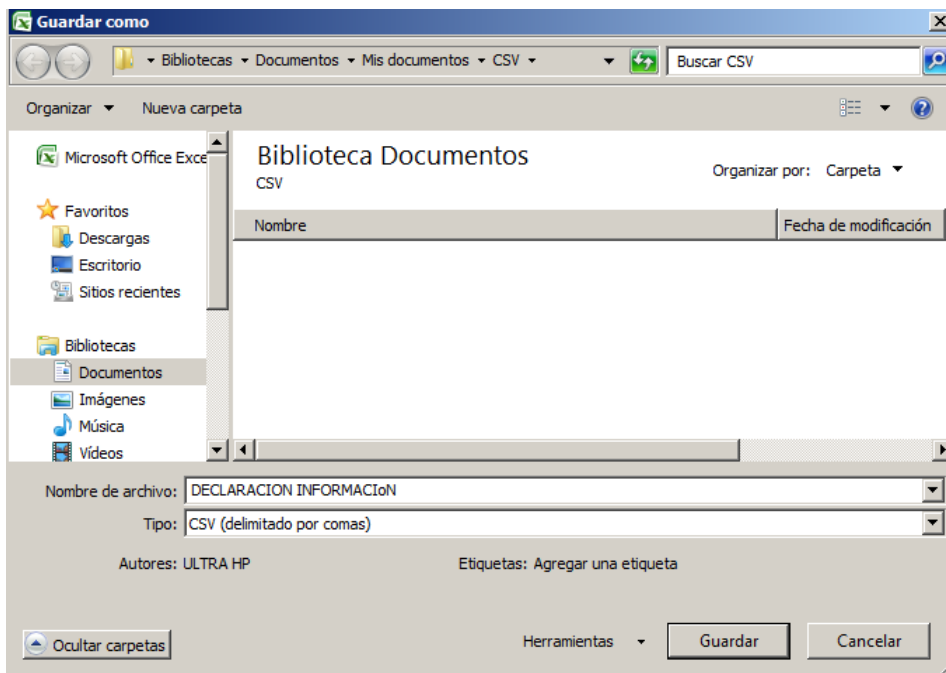 Guardar como
Bibliotecas Documentos Mis documentos CSV Buscar CSV
Organizar Nueva carpeta
Microsoft Office Exce
Favoritos
Descargas
Escritorio
Sitios recientes
Bibliotecas
Documentos
Imágenes
Música
Vídeos
Biblioteca Documentos
CSV
Organizar por: Carpeta
Nombre Fecha de modificación
Nombre de archivo: DECLARACION INFORMACIoN
Tipo: CSV (delimitado por comas)
Autores: ULTRA HP Etiquetas: Agregar una etiqueta
Ocultar carpetas Herramientas Guardar Cancelar